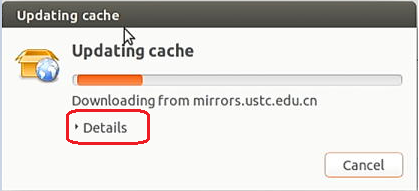 Updating cache
Updating cache
Downloading from mirrors.ustc.edu.cn
Details
Cancel